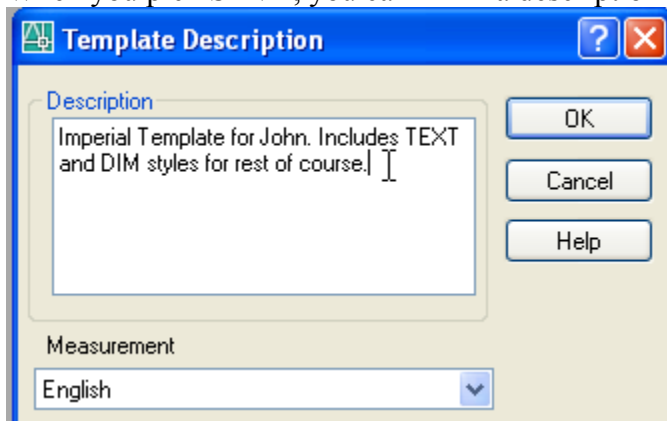 Template Description
Description
Imperial Template for John. Includes TEXT
and DIM styles for rest of course.
OK
Cancel
Help
Measurement
English